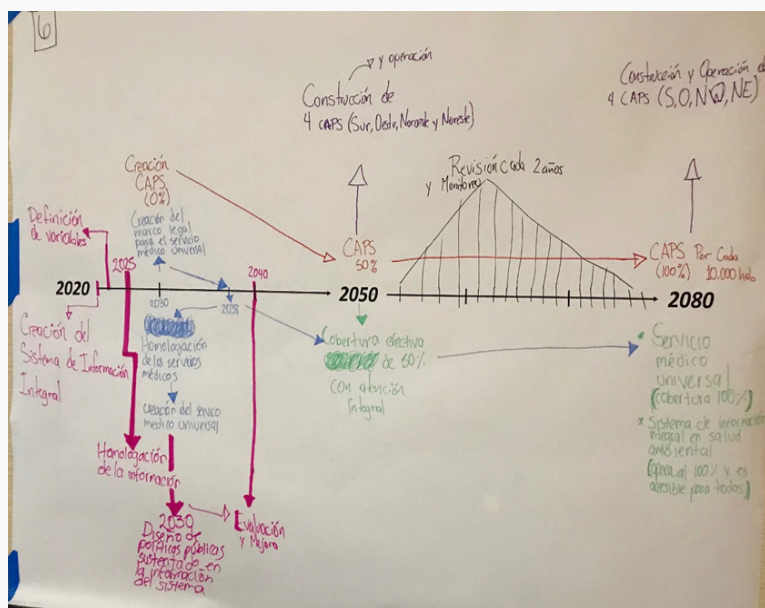 6
y operación
Construcción de
4 CAPS (Sur, Oeste, Noroeste y Noreste)
Construcción y Operación de
4 CAPS (S,O,NO,NE)
Creación
CAPS
(0%)
Revisión Cada 2 años
y Monitoreo
Definición
de variables
Creación del
marco legal
para el servicio
médico universal
CAPS
50%
CAPS Por Cada
(100%) 10.000 hab
2025
2040
2020
2030
2038
2050
2080
Creación Del
Sistema de Información
Integral
Homologación
de los servicios
médicos
creación del servicio
médico universal
Homologación
de la información
2030
Diseño de
políticas públicas
sustentado en
la información
del sistema
Evaluación
y Mejora
Cobertura efectivo
de 50%
con atención
Integral
* Servicio
médico
universal
(cobertura 100%)
* Sistema de información
integral en salud
ambiental
(opera al 100% y es
accesible para todos)